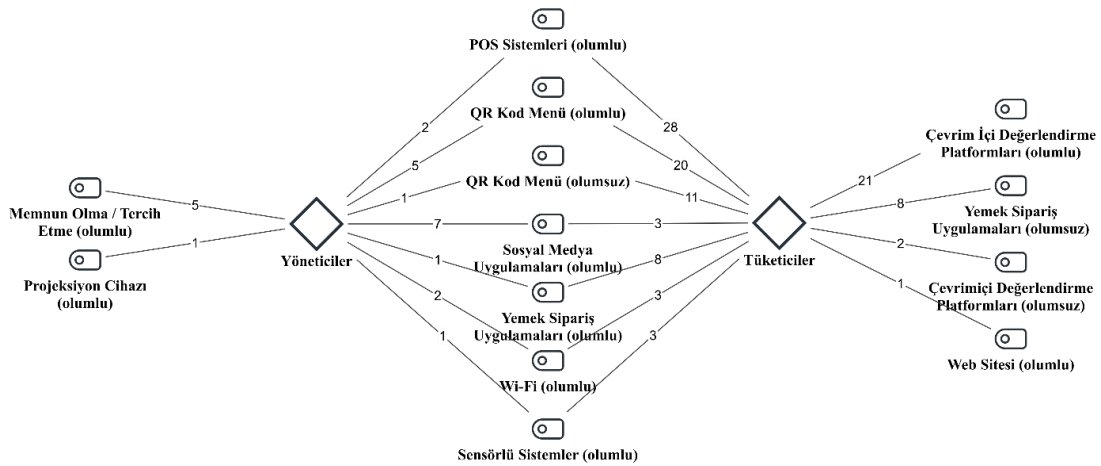 POS Sistemleri (olumlu)
2
28
QR Kod Menü (olumlu)
5
20
QR Kod Menü (olumsuz)
1
11
7
3
Sosyal Medya
Uygulamaları (olumlu)
1
8
Yemek Sipariş
Uygulamaları (olumlu)
2
3
Wi-Fi (olumlu)
1
3
Sensörlü Sistemler (olumlu)
5
Memnun Olma / Tercih
Etme (olumlu)
1
Projeksiyon Cihazı
(olumlu)
Yöneticiler
Tüketiciler
21
Çevrim İçi Değerlendirme
Platformları (olumlu)
8
Yemek Sipariş
Uygulamaları (olumsuz)
2
Çevrimiçi Değerlendirme
Platformları (olumsuz)
1
Web Sitesi (olumlu)